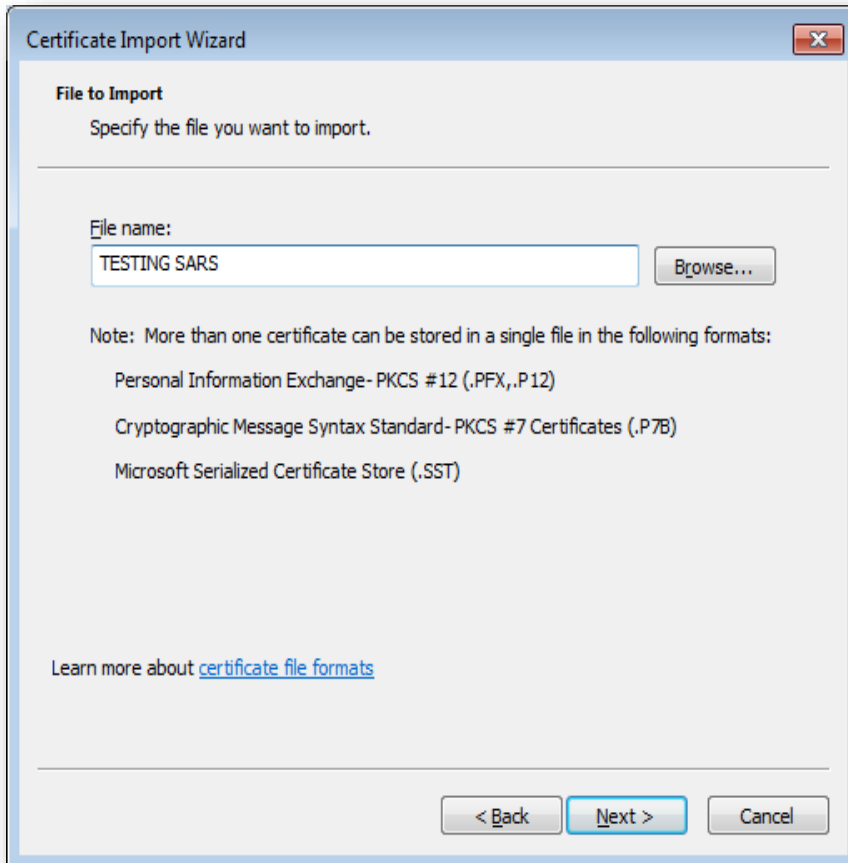 Certificate Import Wizard
File to Import
Specify the file you want to import.
File name:
TESTING SARS
Browse...
Note: More than one certificate can be stored in a single file in the following formats:
Personal Information Exchange- PKCS #12 (.PFX,.P12)
Cryptographic Message Syntax Standard- PKCS #7 Certificates (.P7B)
Microsoft Serialized Certificate Store (.SST)
Learn more about certificate file formats
< Back Next > Cancel